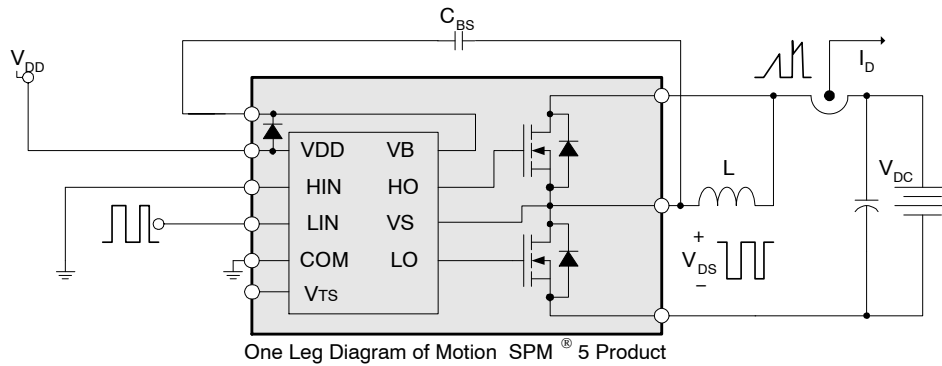 C_BS
V_DD
I_D
VDD VB
HIN HO
LIN VS
COM LO
V_TS
L
V_DC
+
V_DS
–
One Leg Diagram of Motion SPM ® 5 Product